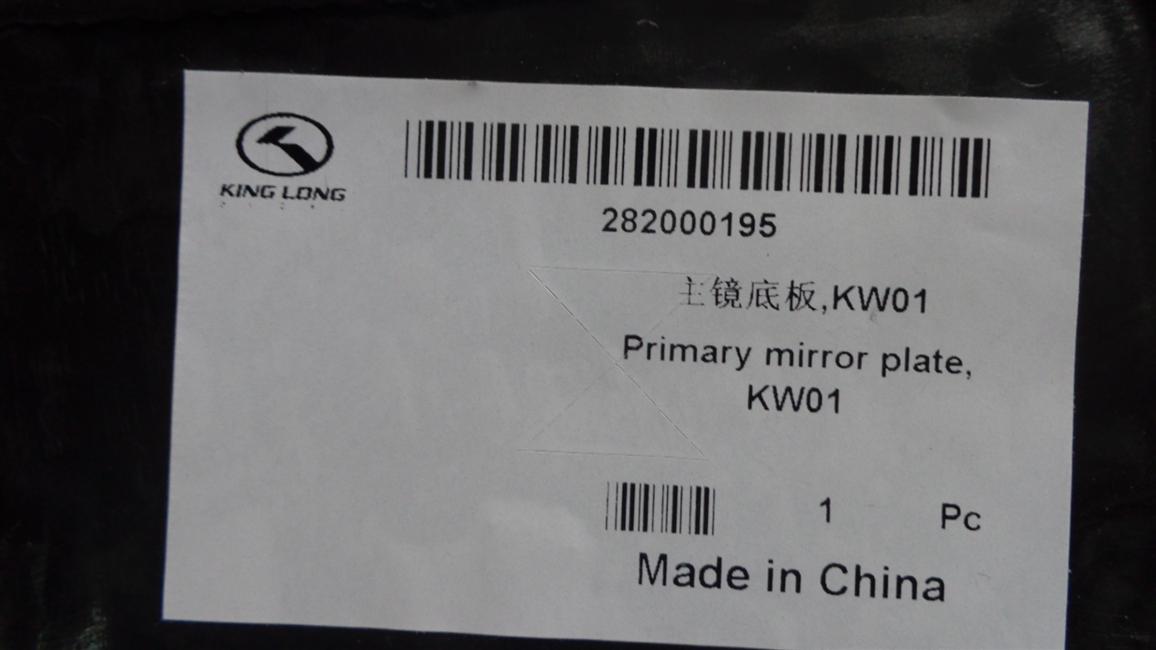 KING LONG
282000195
主镜底板,KW01
Primary mirror plate,
KW01
1 Pc
Made in China